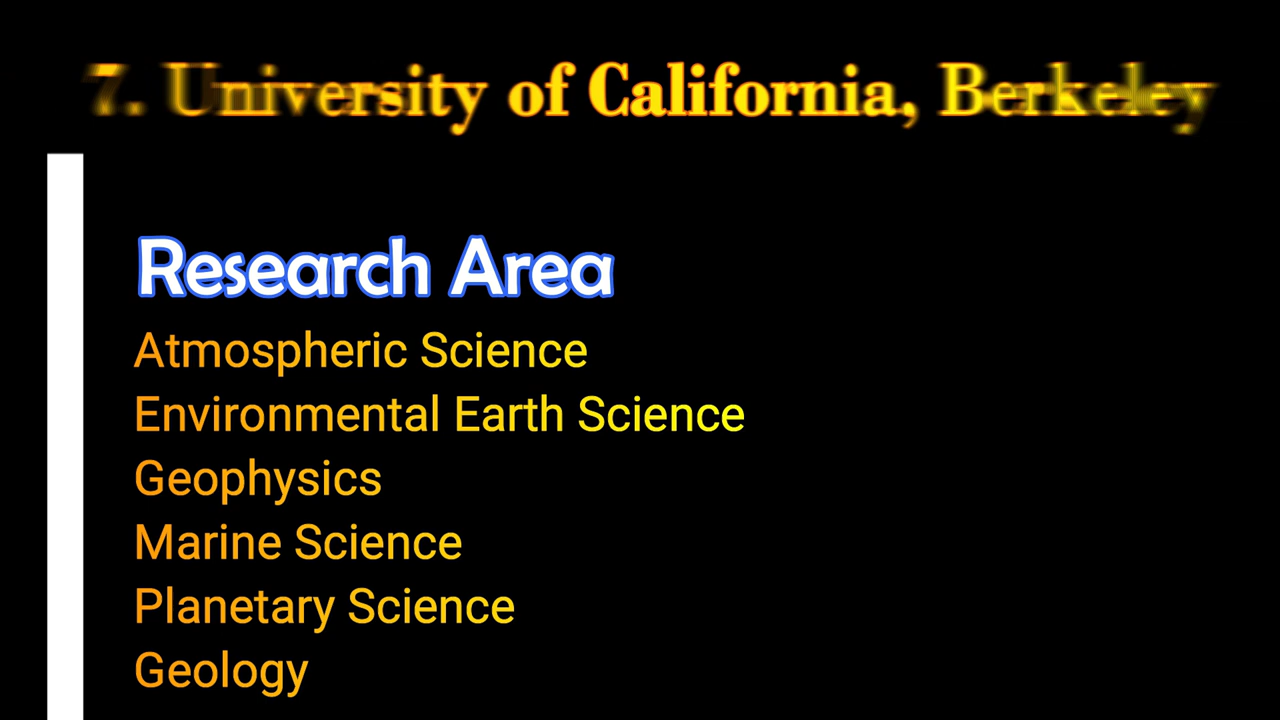 7. University of California, Berkeley
Research Area
Atmospheric Science
Environmental Earth Science
Geophysics
Marine Science
Planetary Science
Geology